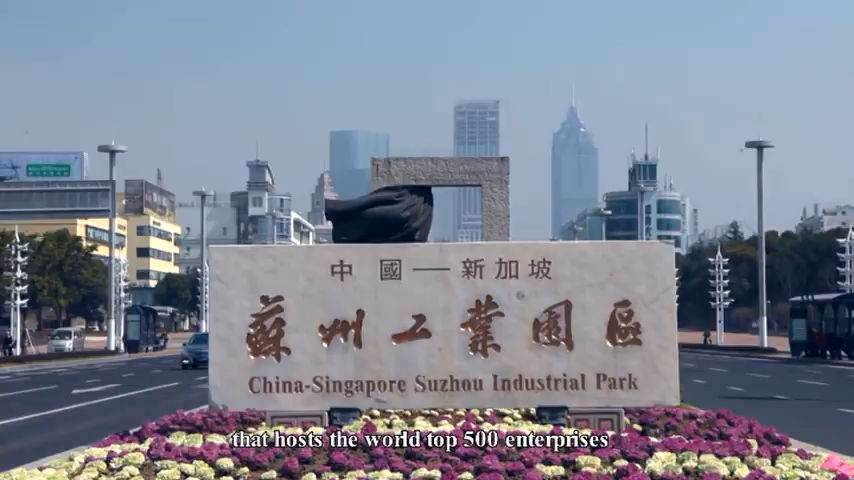 中國—新加坡
蘇州工業園區
China-Singapore Suzhou Industrial Park
that hosts the world top 500 enterprises